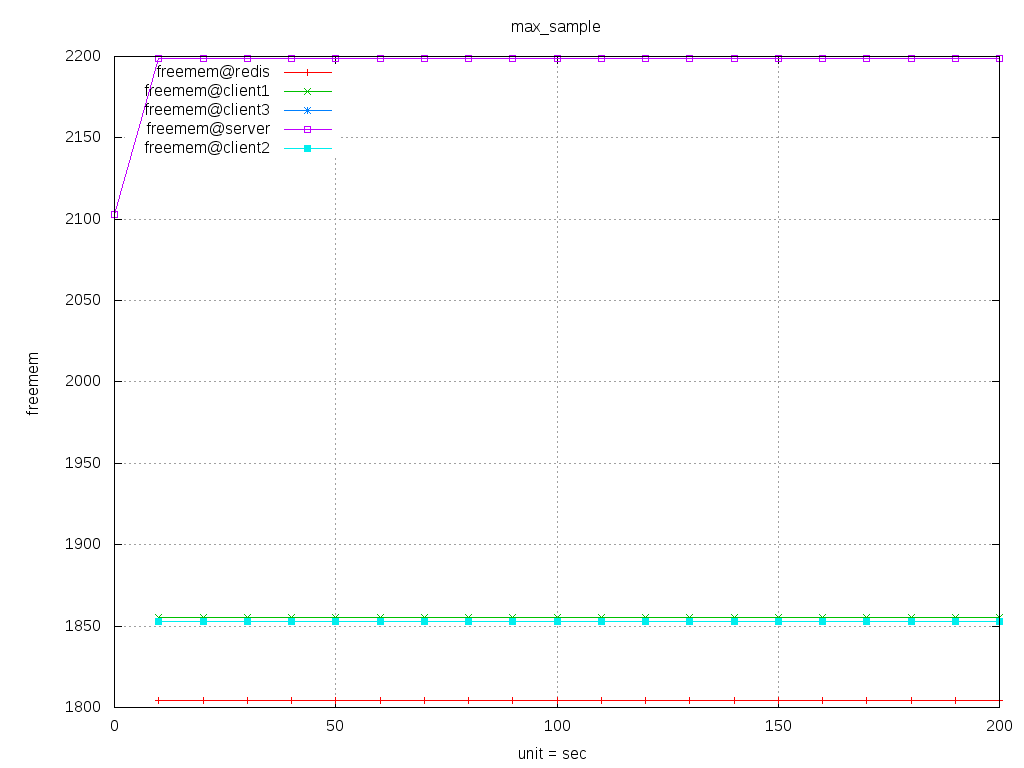 max_sample
2200
freemem@redis
freemem@client1
freemem@client3
freemem@server
freemem@client2
2150
2100
2050
2000
1950
1900
1850
1800
freemem
0 50 100 150 200
unit = sec